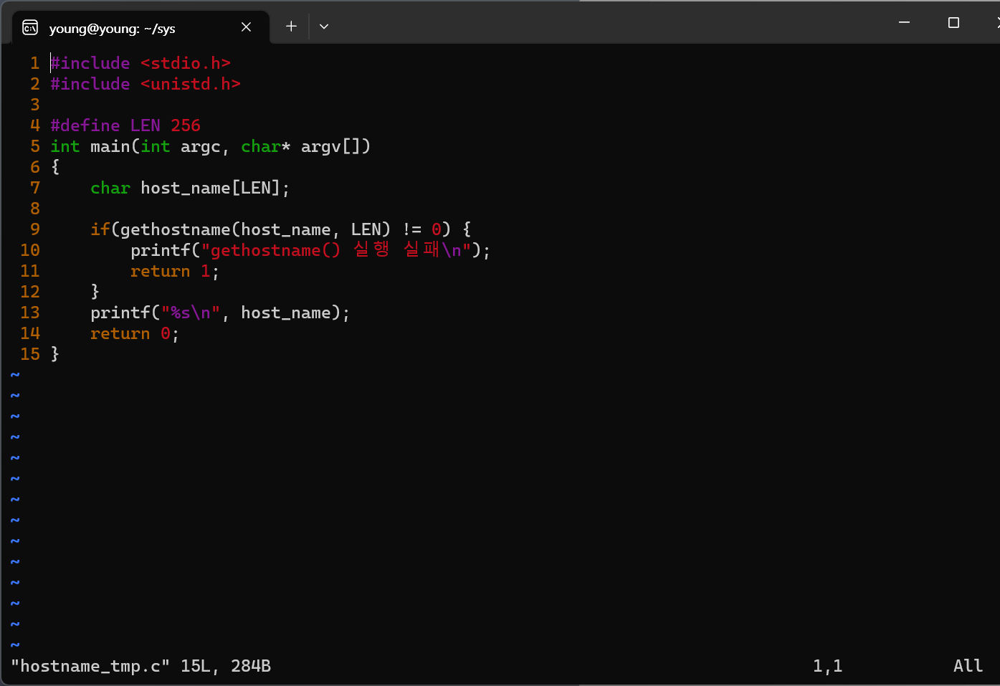 young@young: ~/sys
1 #include <stdio.h>
2 #include <unistd.h>
3
4 #define LEN 256
5 int main(int argc, char* argv[])
6 {
7     char host_name[LEN];
8
9     if(gethostname(host_name, LEN) != 0) {
10         printf("gethostname() 실행 실패\n");
11         return 1;
12     }
13     printf("%s\n", host_name);
14     return 0;
15 }
~
~
~
~
~
~
~
~
~
~
~
~
~
~
"hostname_tmp.c" 15L, 284B 1,1 All